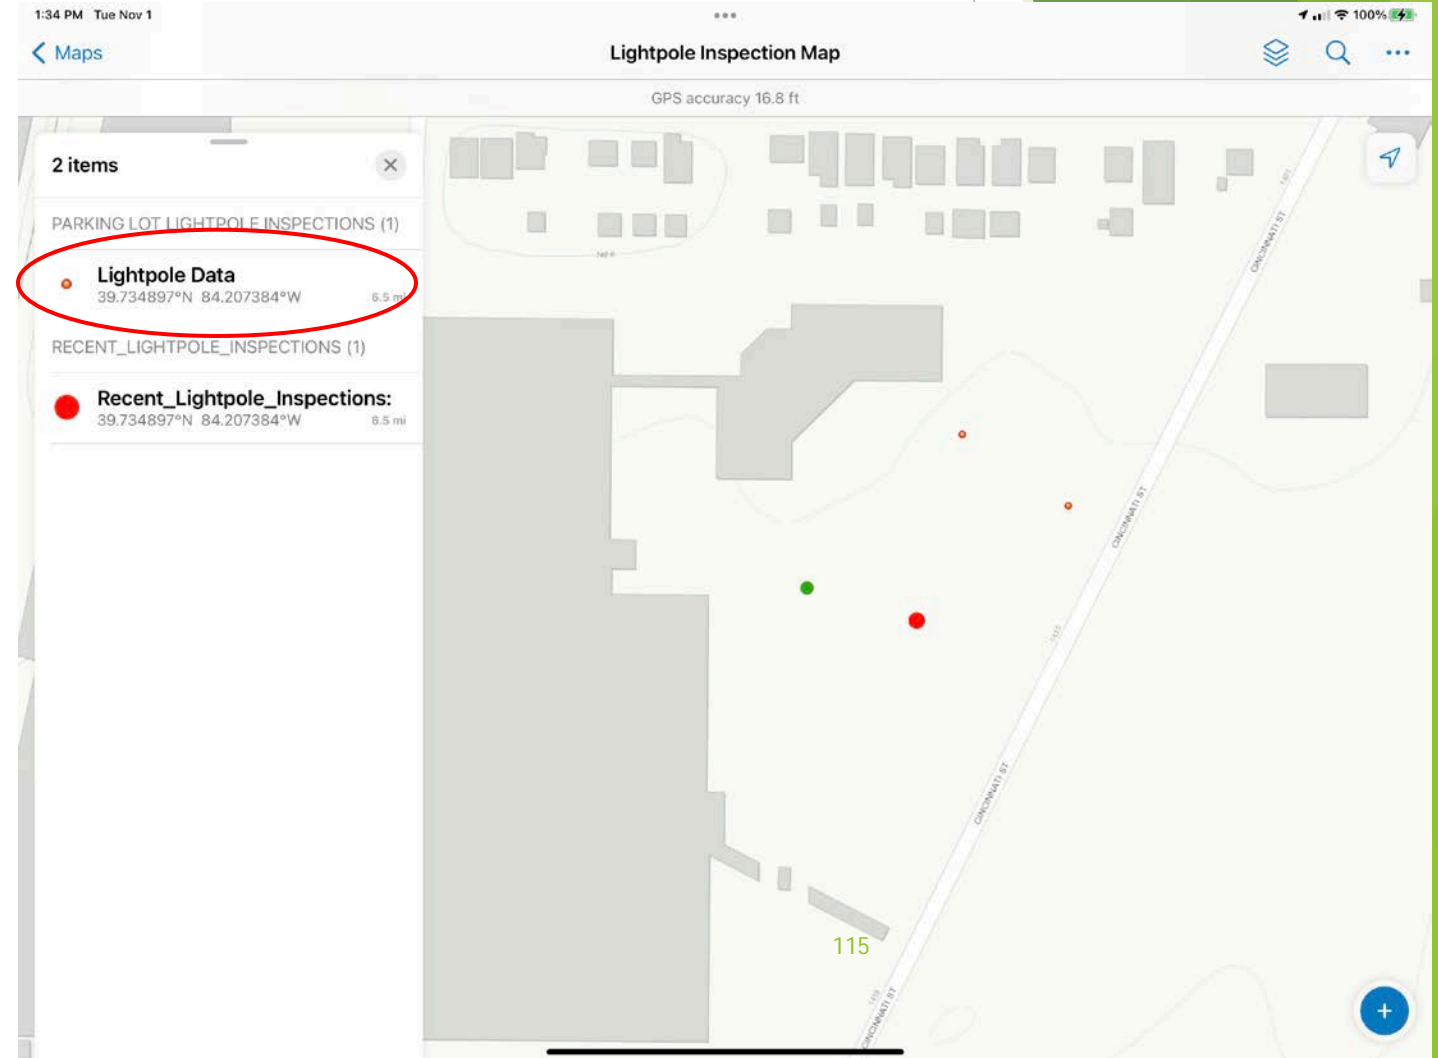 1:34 PM Tue Nov 1
100%
Maps
Lightpole Inspection Map
GPS accuracy 16.8 ft
2 items
PARKING LOT LIGHTPOLE INSPECTIONS (1)
Lightpole Data
39.734897°N 84.207384°W 6.5 mi
RECENT_LIGHTPOLE_INSPECTIONS (1)
Recent_Lightpole_Inspections:
39.734897°N 84.207384°W 6.5 mi
CINCINNATI ST
CINCINNATI ST
CINCINNATI ST
CINCINNATI ST
115